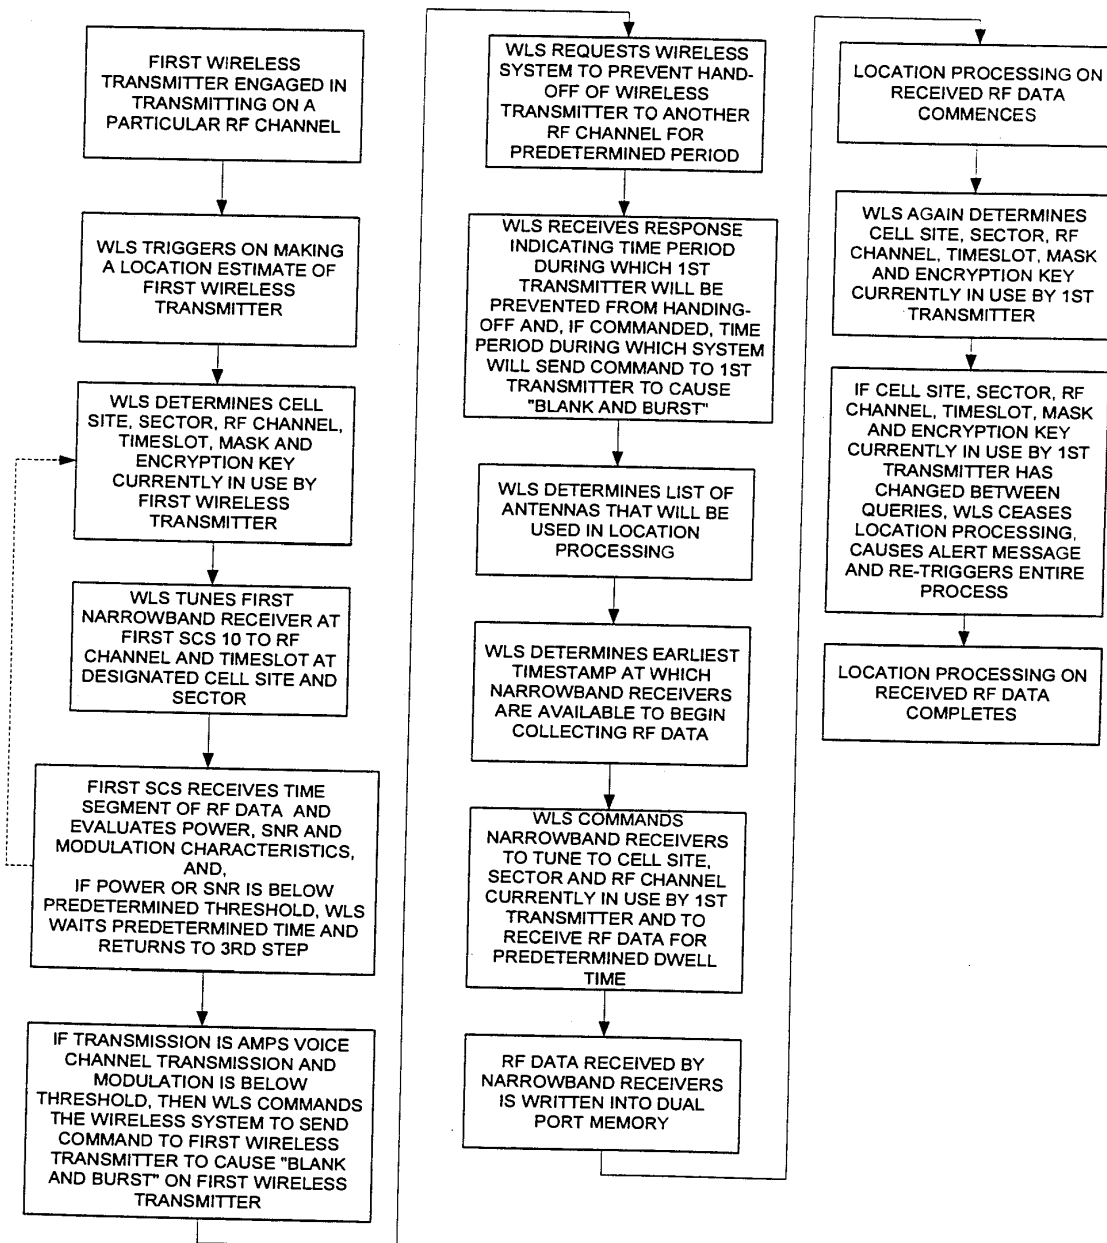 FIRST WIRELESS
TRANSMITTER ENGAGED IN
TRANSMITTING ON A
PARTICULAR RF CHANNEL
WLS TRIGGERS ON MAKING
A LOCATION ESTIMATE OF
FIRST WIRELESS
TRANSMITTER
WLS DETERMINES CELL
SITE, SECTOR, RF CHANNEL,
TIMESLOT, MASK AND
ENCRYPTION KEY
CURRENTLY IN USE BY
FIRST WIRELESS
TRANSMITTER
WLS TUNES FIRST
NARROWBAND RECEIVER AT
FIRST SCS 10 TO RF
CHANNEL AND TIMESLOT AT
DESIGNATED CELL SITE AND
SECTOR
FIRST SCS RECEIVES TIME
SEGMENT OF RF DATA AND
EVALUATES POWER, SNR AND
MODULATION CHARACTERISTICS,
AND,
IF POWER OR SNR IS BELOW
PREDETERMINED THRESHOLD, WLS
WAITS PREDETERMINED TIME AND
RETURNS TO 3RD STEP
IF TRANSMISSION IS AMPS VOICE
CHANNEL TRANSMISSION AND
MODULATION IS BELOW
THRESHOLD, THEN WLS COMMANDS
THE WIRELESS SYSTEM TO SEND
COMMAND TO FIRST WIRELESS
TRANSMITTER TO CAUSE "BLANK
AND BURST" ON FIRST WIRELESS
TRANSMITTER
WLS REQUESTS WIRELESS
SYSTEM TO PREVENT HAND-
OFF OF WIRELESS
TRANSMITTER TO ANOTHER
RF CHANNEL FOR
PREDETERMINED PERIOD
WLS RECEIVES RESPONSE
INDICATING TIME PERIOD
DURING WHICH 1ST
TRANSMITTER WILL BE
PREVENTED FROM HANDING-
OFF AND, IF COMMANDED, TIME
PERIOD DURING WHICH SYSTEM
WILL SEND COMMAND TO 1ST
TRANSMITTER TO CAUSE
"BLANK AND BURST"
WLS DETERMINES LIST OF
ANTENNAS THAT WILL BE
USED IN LOCATION
PROCESSING
WLS DETERMINES EARLIEST
TIMESTAMP AT WHICH
NARROWBAND RECEIVERS
ARE AVAILABLE TO BEGIN
COLLECTING RF DATA
WLS COMMANDS
NARROWBAND RECEIVERS
TO TUNE TO CELL SITE,
SECTOR AND RF CHANNEL
CURRENTLY IN USE BY 1ST
TRANSMITTER AND TO
RECEIVE RF DATA FOR
PREDETERMINED DWELL
TIME
RF DATA RECEIVED BY
NARROWBAND RECEIVERS
IS WRITTEN INTO DUAL
PORT MEMORY
LOCATION PROCESSING ON
RECEIVED RF DATA
COMMENCES
WLS AGAIN DETERMINES
CELL SITE, SECTOR, RF
CHANNEL, TIMESLOT, MASK
AND ENCRYPTION KEY
CURRENTLY IN USE BY 1ST
TRANSMITTER
IF CELL SITE, SECTOR, RF
CHANNEL, TIMESLOT, MASK
AND ENCRYPTION KEY
CURRENTLY IN USE BY 1ST
TRANSMITTER HAS
CHANGED BETWEEN
QUERIES, WLS CEASES
LOCATION PROCESSING,
CAUSES ALERT MESSAGE
AND RE-TRIGGERS ENTIRE
PROCESS
LOCATION PROCESSING ON
RECEIVED RF DATA
COMPLETES